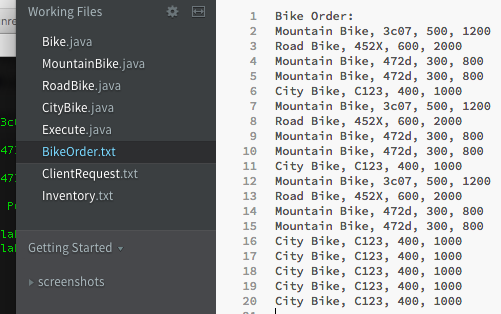 Working Files
Bike.java
MountainBike.java
RoadBike.java
CityBike.java
Execute.java
BikeOrder.txt
ClientRequest.txt
Inventory.txt
Getting Started
screenshots
1 Bike Order:
2 Mountain Bike, 3c07, 500, 1200
3 Road Bike, 452X, 600, 2000
4 Mountain Bike, 472d, 300, 800
5 Mountain Bike, 472d, 300, 800
6 City Bike, C123, 400, 1000
7 Mountain Bike, 3c07, 500, 1200
8 Road Bike, 452X, 600, 2000
9 Mountain Bike, 472d, 300, 800
10 Mountain Bike, 472d, 300, 800
11 City Bike, C123, 400, 1000
12 Mountain Bike, 3c07, 500, 1200
13 Road Bike, 452X, 600, 2000
14 Mountain Bike, 472d, 300, 800
15 Mountain Bike, 472d, 300, 800
16 City Bike, C123, 400, 1000
17 City Bike, C123, 400, 1000
18 City Bike, C123, 400, 1000
19 City Bike, C123, 400, 1000
20 City Bike, C123, 400, 1000